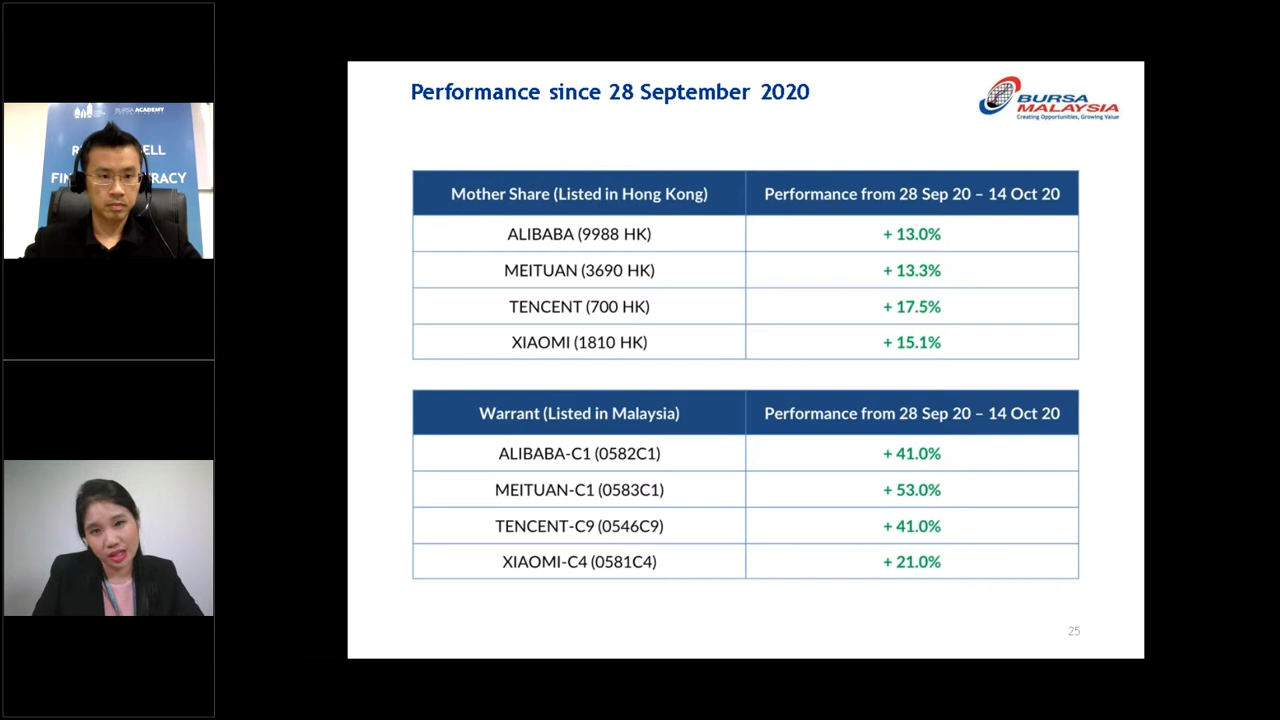 Performance since 28 September 2020
BURSA
MALAYSIA
Creating Opportunities, Growing Value
Mother Share (Listed in Hong Kong) Performance from 28 Sep 20 – 14 Oct 20
ALIBABA (9988 HK) + 13.0%
MEITUAN (3690 HK) + 13.3%
TENCENT (700 HK) + 17.5%
XIAOMI (1810 HK) + 15.1%
Warrant (Listed in Malaysia) Performance from 28 Sep 20 – 14 Oct 20
ALIBABA-C1 (0582C1) + 41.0%
MEITUAN-C1 (0583C1) + 53.0%
TENCENT-C9 (0546C9) + 41.0%
XIAOMI-C4 (0581C4) + 21.0%
25
BURSA ACADEMY